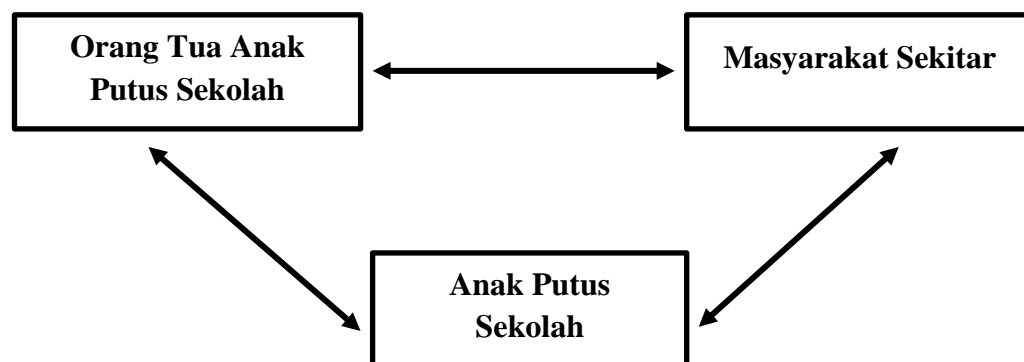 Orang Tua Anak
Putus Sekolah
Masyarakat Sekitar
Anak Putus
Sekolah